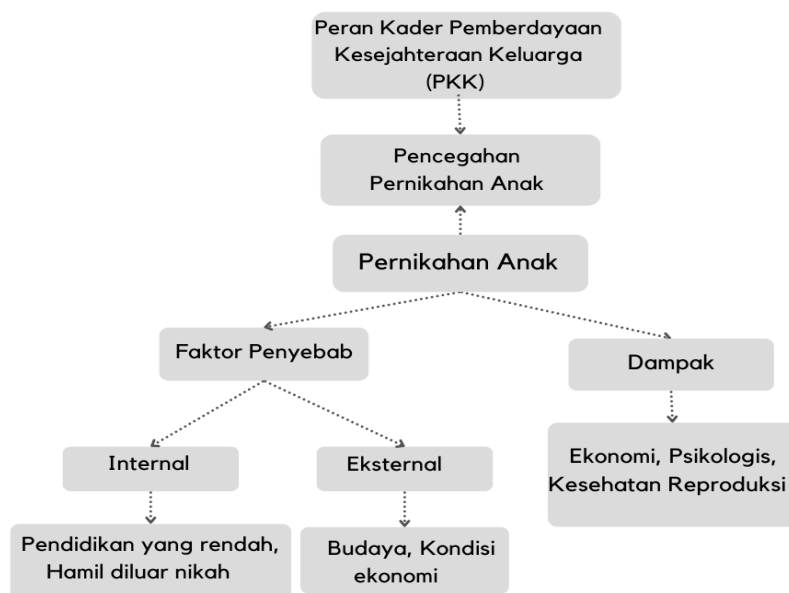 Peran Kader Pemberdayaan
Kesejahteraan Keluarga
(PKK)
Pencegahan
Pernikahan Anak
Pernikahan Anak
Faktor Penyebab
Dampak
Internal
Eksternal
Ekonomi, Psikologis,
Kesehatan Reproduksi
Pendidikan yang rendah,
Hamil diluar nikah
Budaya, Kondisi
ekonomi